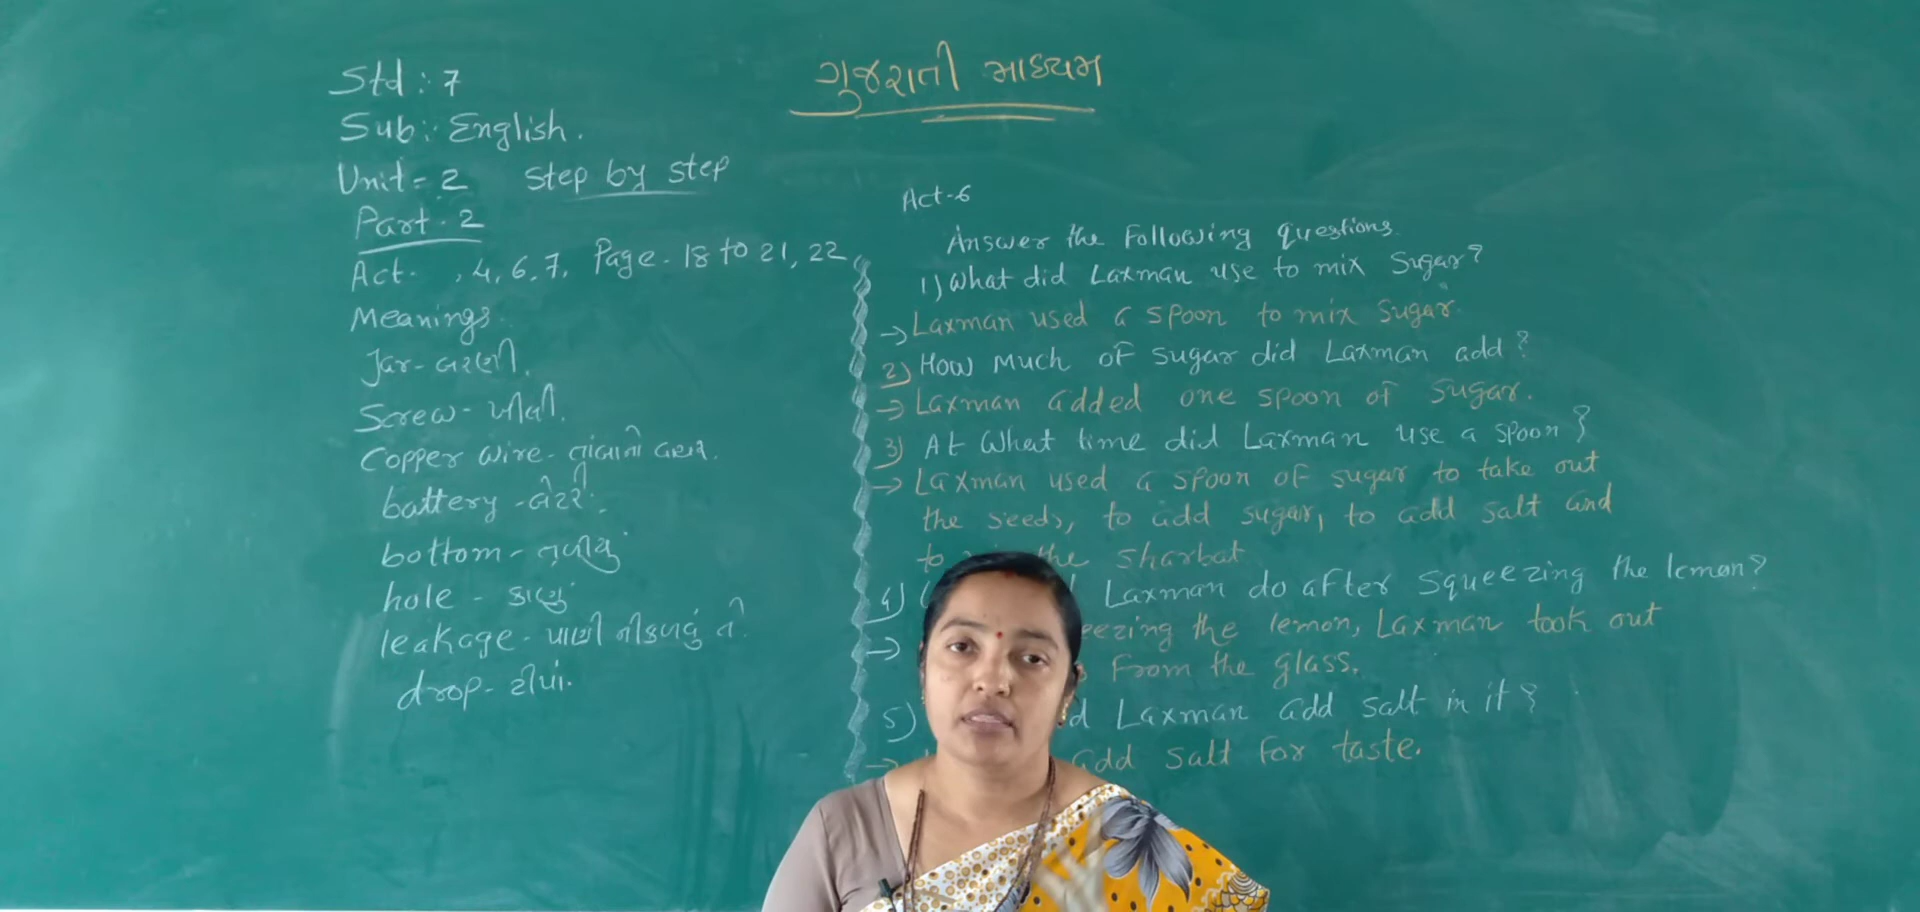 ગુજરાતી માધ્યમ
Std : 7
Sub : English.
Unit = 2 Step by step
Part - 2
Act. , 4, 6, 7, Page - 18 to 21, 22
Meanings
Jar - બરણી.
Screw - ખીલી.
Copper wire - તાંબાનો વાયર.
battery - બેટરી.
bottom - તળીયું
hole - કાણું
leakage - પાણી નીકળવું તે.
drop - ટીપાં.
Act - 6
Answer the following questions.
1) What did Laxman use to mix Sugar?
→ Laxman used a spoon to mix sugar.
2) How much of sugar did Laxman add?
→ Laxman added one spoon of sugar.
3) At what time did Laxman use a spoon?
→ Laxman used a spoon of sugar to take out
the seeds, to add sugar, to add salt and
to the sharbat
4) Laxman do after squeezing the lemon?
→ the lemon, Laxman took out
from the glass.
5) Laxman add salt in it?
→ add salt for taste.